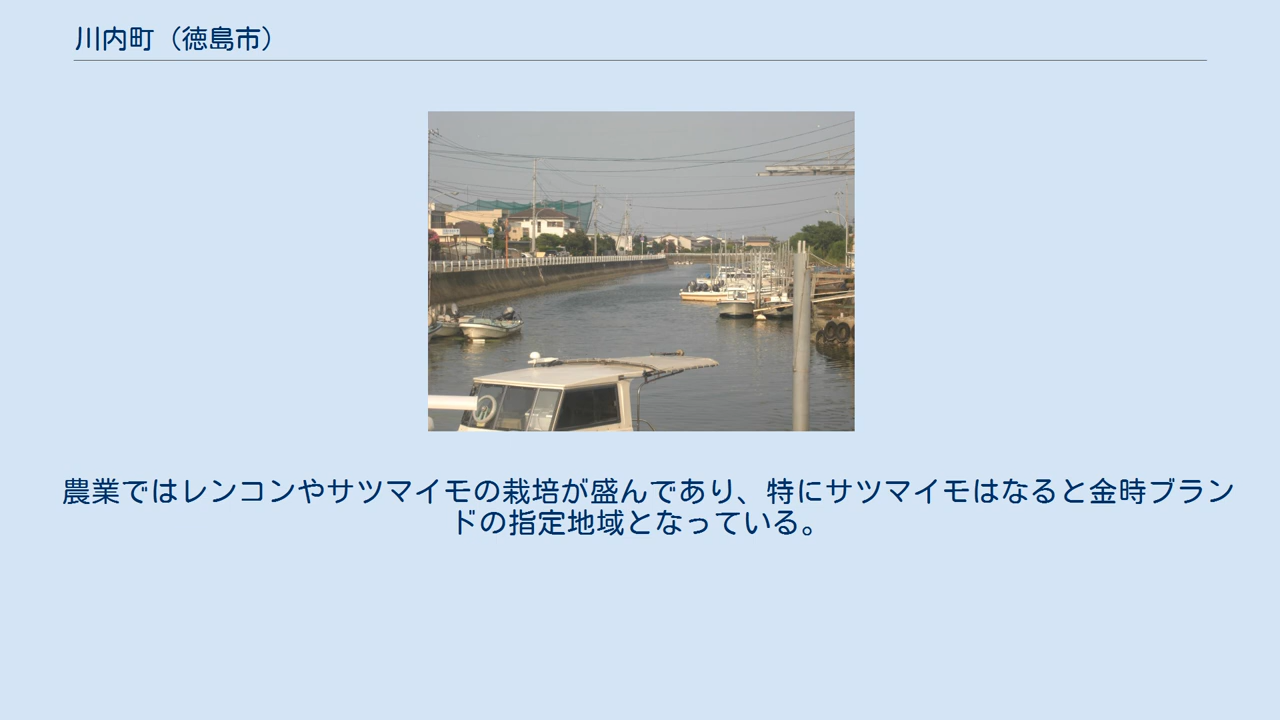 川内町（徳島市）
農業ではレンコンやサツマイモの栽培が盛んであり、特にサツマイモはなると金時ブラン
ドの指定地域となっている。